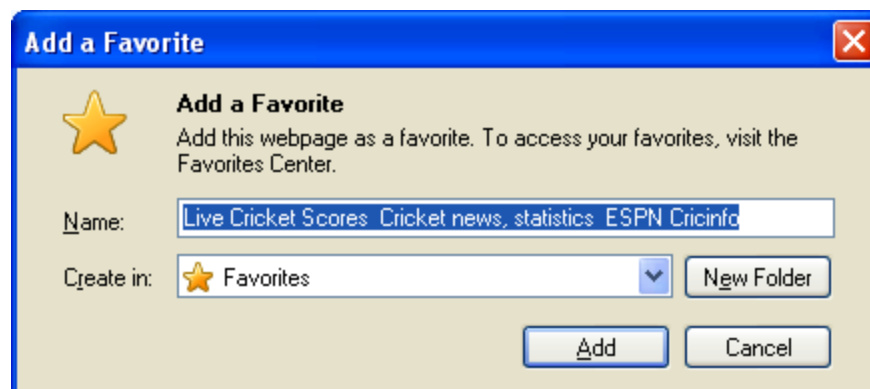 Add a Favorite
Add a Favorite
Add this webpage as a favorite. To access your favorites, visit the
Favorites Center.
Name: Live Cricket Scores  Cricket news, statistics  ESPN Cricinfo
Create in: Favorites New Folder
Add Cancel